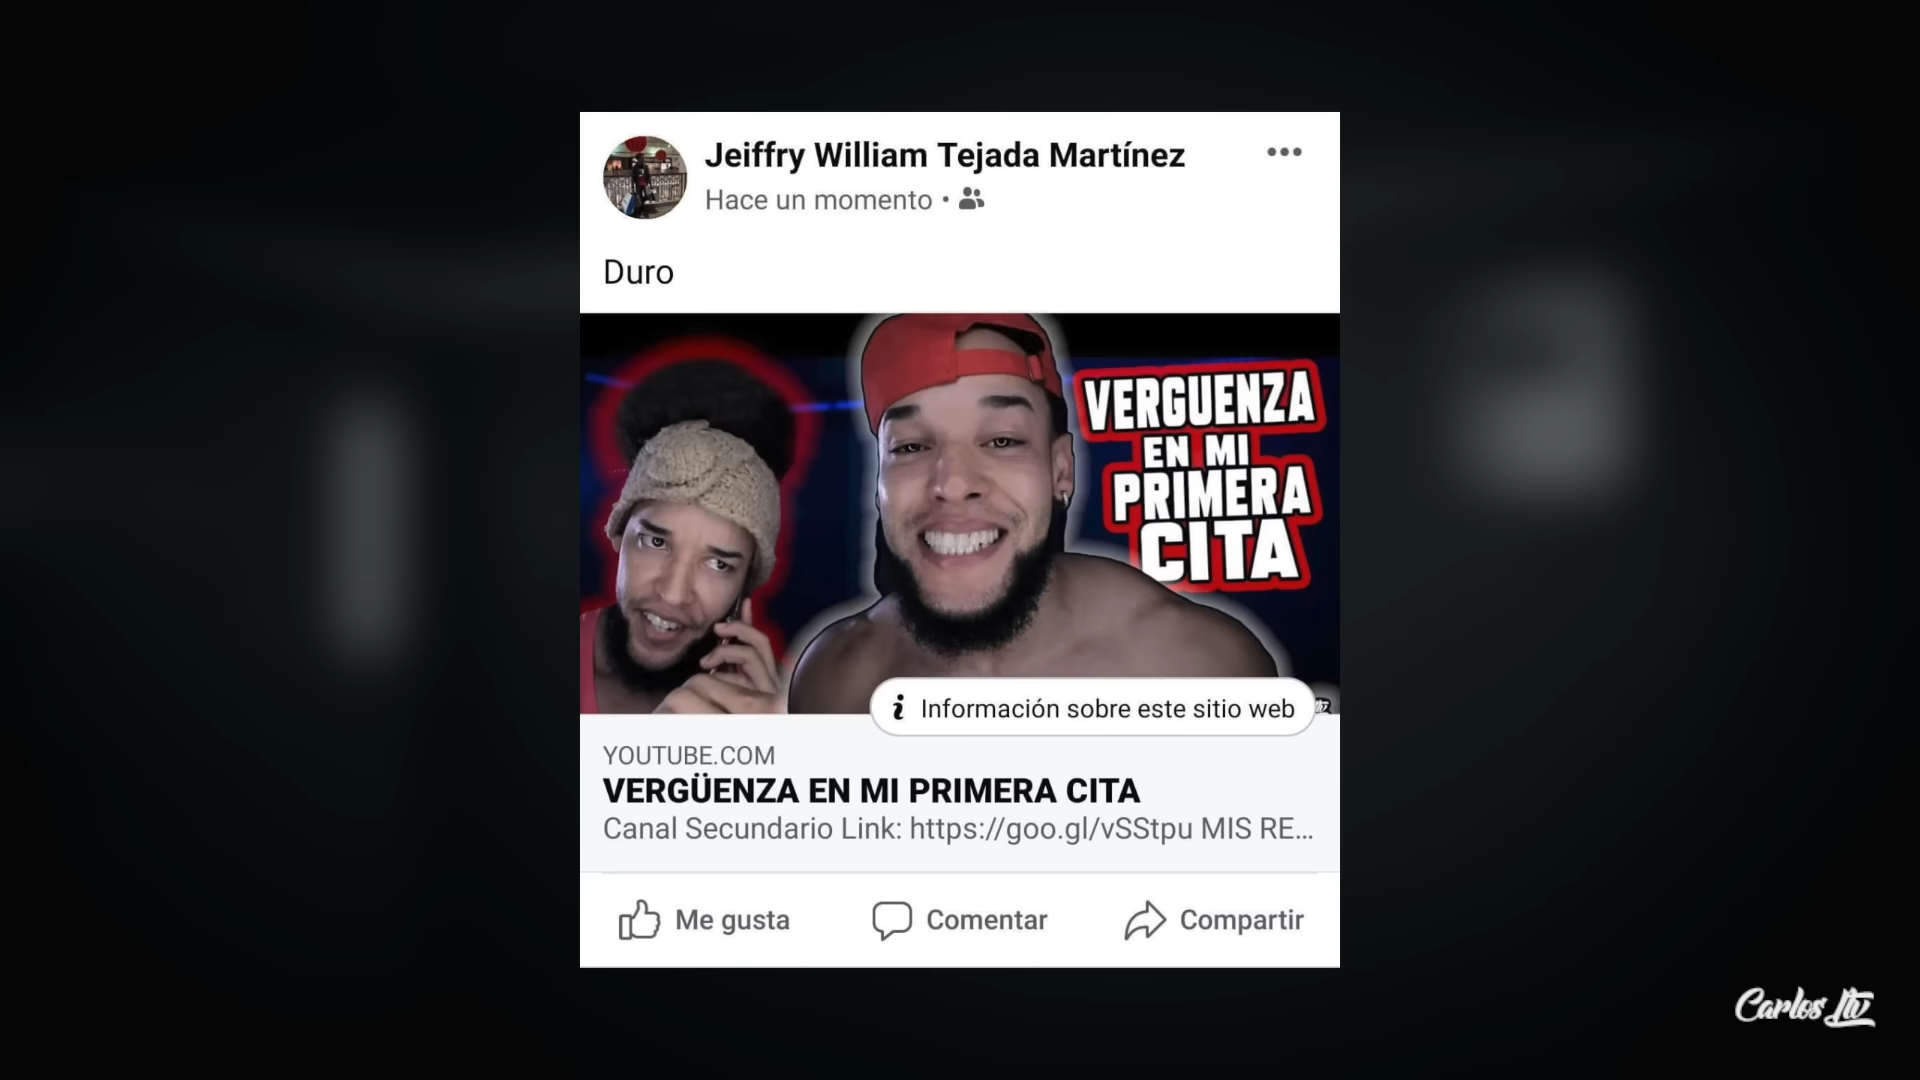 Jeiffry William Tejada Martínez
Hace un momento •
Duro
VERGUENZA
EN MI
PRIMERA
CITA
Información sobre este sitio web
YOUTUBE.COM
VERGÜENZA EN MI PRIMERA CITA
Canal Secundario Link: https://goo.gl/vSStpu MIS RE...
Me gusta
Comentar
Compartir
Carlos Ltv